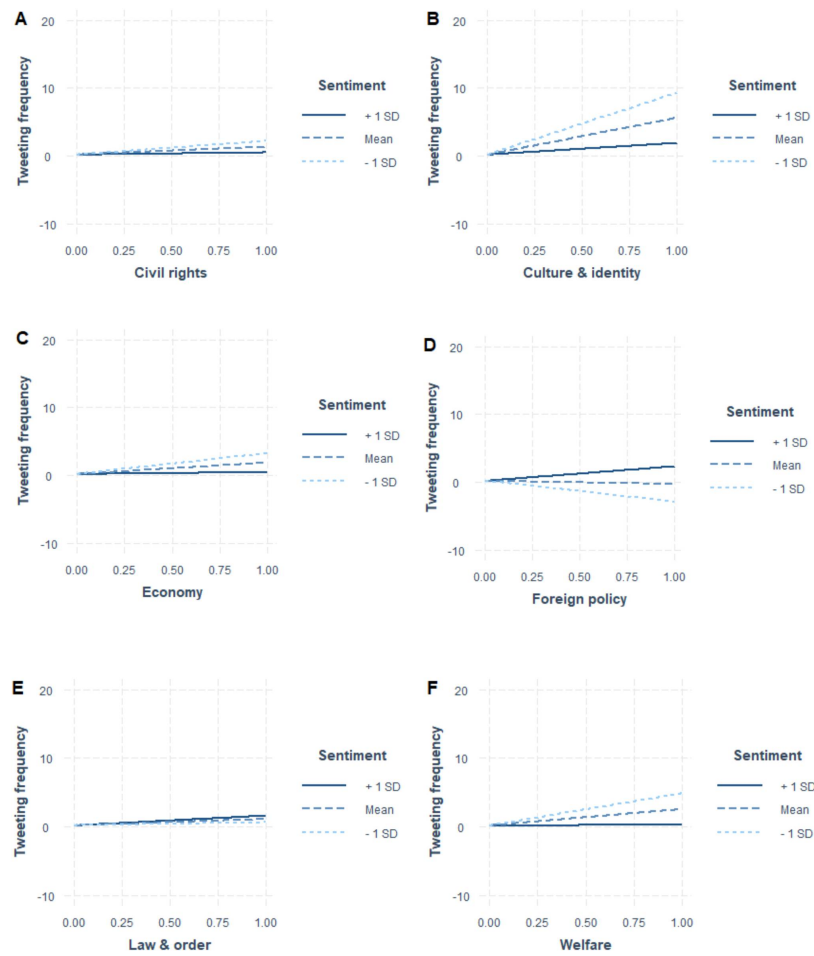 A
20
10
0
-10
Tweeting frequency
0.00 0.25 0.50 0.75 1.00
Civil rights
Sentiment
+ 1 SD
Mean
- 1 SD
B
20
10
0
-10
Tweeting frequency
0.00 0.25 0.50 0.75 1.00
Culture & identity
Sentiment
+ 1 SD
Mean
- 1 SD
C
20
10
0
-10
Tweeting frequency
0.00 0.25 0.50 0.75 1.00
Economy
Sentiment
+ 1 SD
Mean
- 1 SD
D
20
10
0
-10
Tweeting frequency
0.00 0.25 0.50 0.75 1.00
Foreign policy
Sentiment
+ 1 SD
Mean
- 1 SD
E
20
10
0
-10
Tweeting frequency
0.00 0.25 0.50 0.75 1.00
Law & order
Sentiment
+ 1 SD
Mean
- 1 SD
F
20
10
0
-10
Tweeting frequency
0.00 0.25 0.50 0.75 1.00
Welfare
Sentiment
+ 1 SD
Mean
- 1 SD